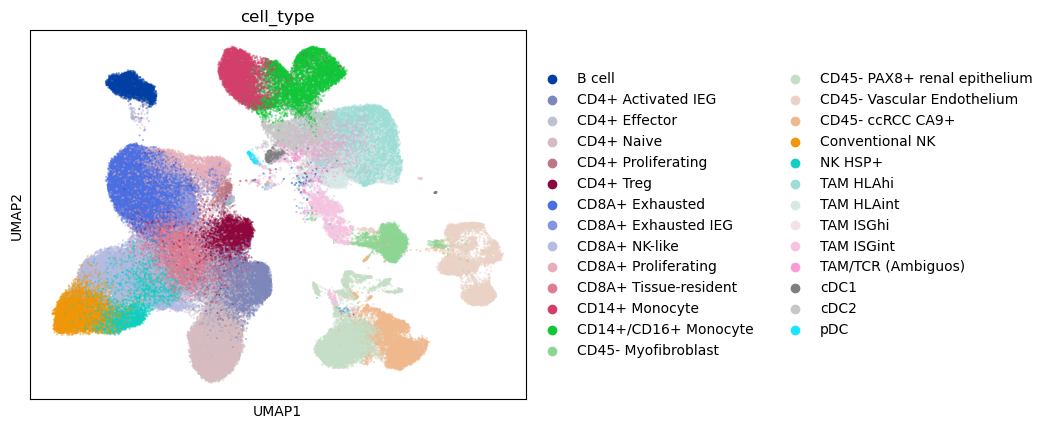 cell_type
UMAP2
UMAP1
B cell
CD4+ Activated IEG
CD4+ Effector
CD4+ Naive
CD4+ Proliferating
CD4+ Treg
CD8A+ Exhausted
CD8A+ Exhausted IEG
CD8A+ NK-like
CD8A+ Proliferating
CD8A+ Tissue-resident
CD14+ Monocyte
CD14+/CD16+ Monocyte
CD45- Myofibroblast
CD45- PAX8+ renal epithelium
CD45- Vascular Endothelium
CD45- ccRCC CA9+
Conventional NK
NK HSP+
TAM HLAhi
TAM HLAint
TAM ISGhi
TAM ISGint
TAM/TCR (Ambiguos)
cDC1
cDC2
pDC